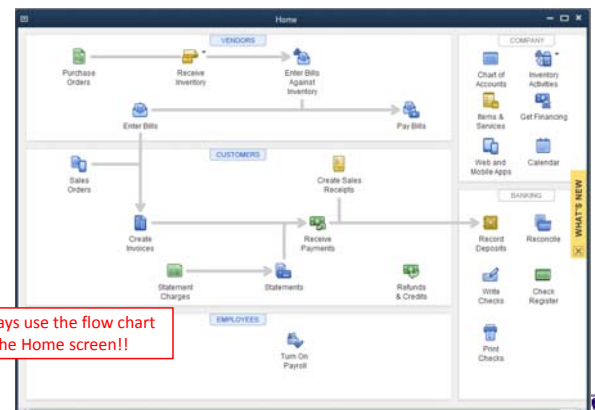 Home
VENDORS
Purchase
Orders
Receive
Inventory
Enter Bills
Against
Inventory
Enter Bills
Pay Bills
CUSTOMERS
Sales
Orders
Create Sales
Receipts
Create
Invoices
Receive
Payments
Statement
Charges
Statements
Refunds
& Credits
ays use the flow chart
he Home screen!!
EMPLOYEES
Turn On
Payroll
COMPANY
Chart of
Accounts
Inventory
Activities
Items &
Services
Get Financing
Web and
Mobile Apps
Calendar
BANKING
Record
Deposits
Reconcile
Write
Checks
Check
Register
Print
Checks
WHAT'S NEW